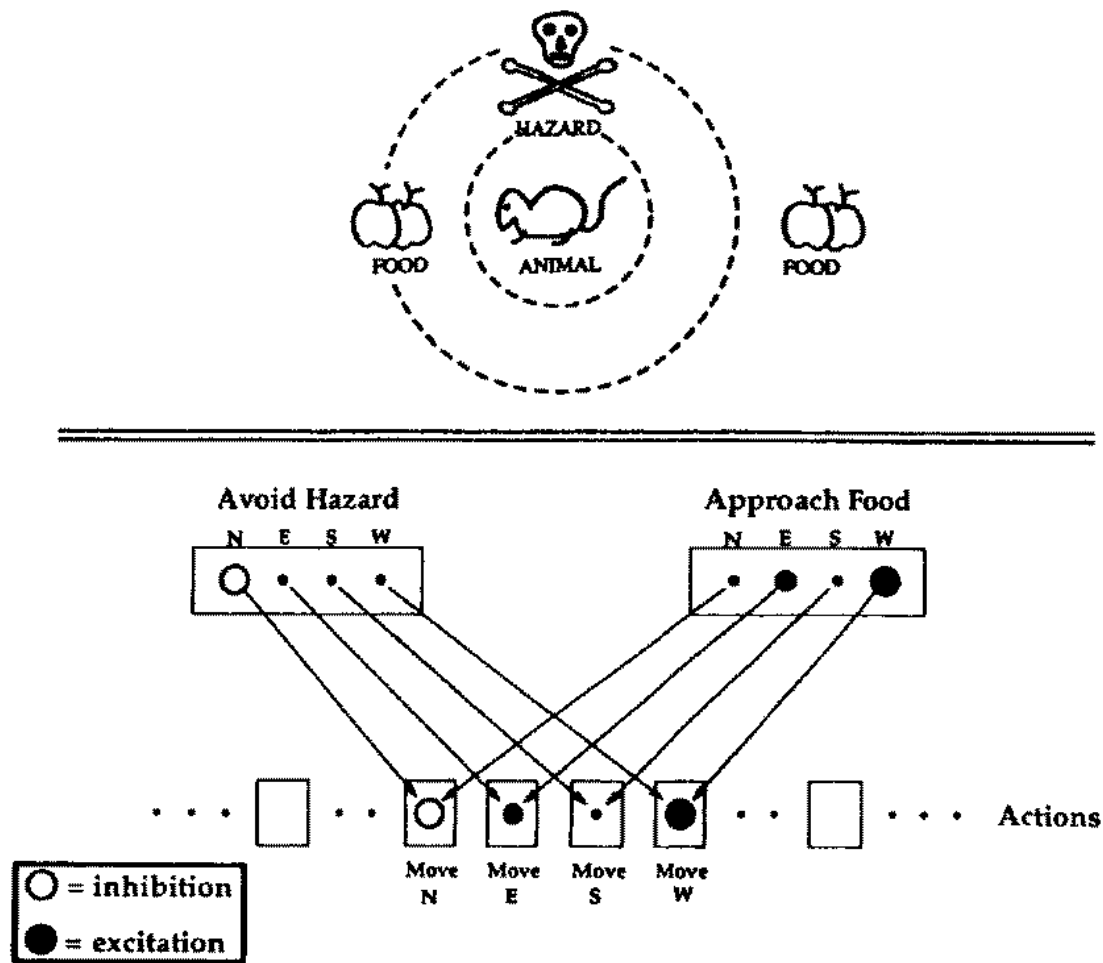 HAZARD
FOOD
ANIMAL
FOOD
Avoid Hazard
Approach Food
N E S W
N E S W
Actions
Move N
Move E
Move S
Move W
= inhibition
= excitation